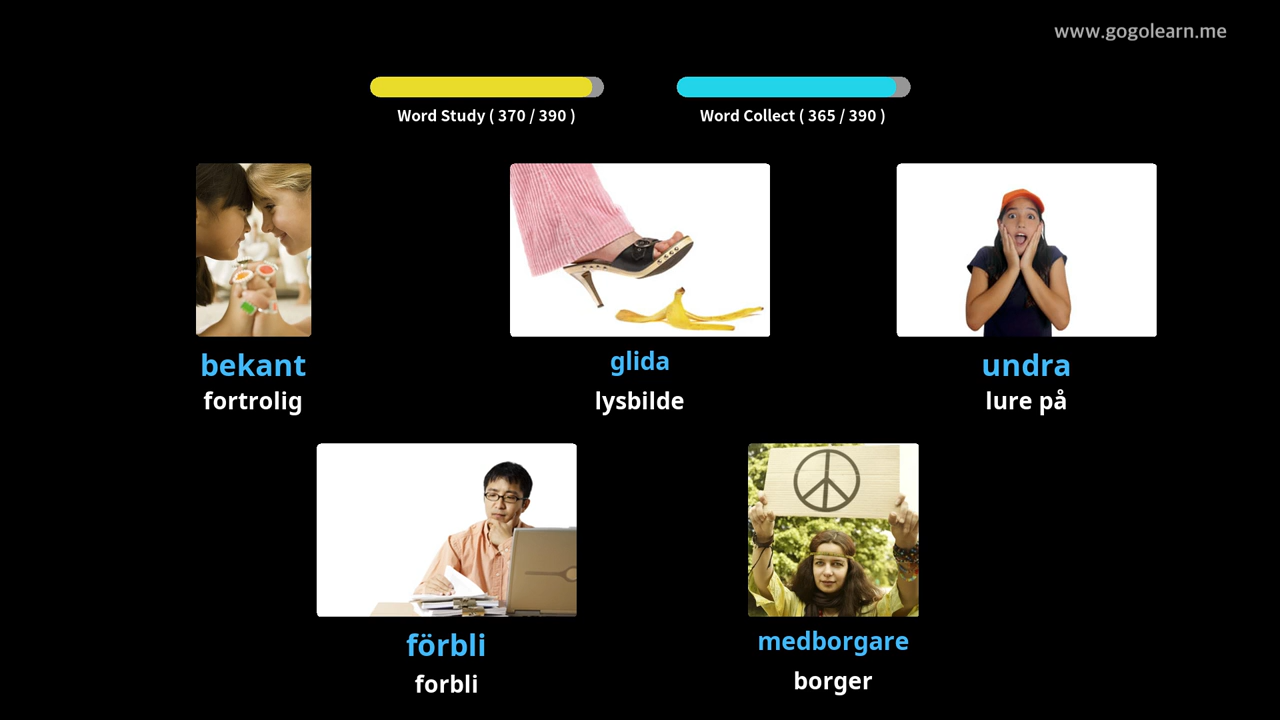 www.gogolearn.me
Word Study ( 370 / 390 )
Word Collect ( 365 / 390 )
bekant
fortrolig
glida
lysbilde
undra
lure på
förbli
forbli
medborgare
borger